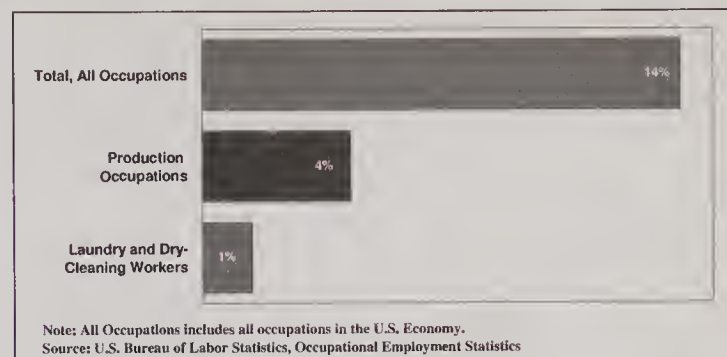 Total, All Occupations
14%
Production
Occupations
4%
Laundry and Dry-
Cleaning Workers
1%
Note: All Occupations includes all occupations in the U.S. Economy.
Source: U.S. Bureau of Labor Statistics, Occupational Employment Statistics